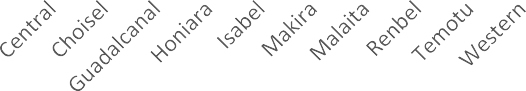 Central
Choisel
Guadalcanal
Honiara
Isabel
Makira
Malaita
Renbel
Temotu
Western